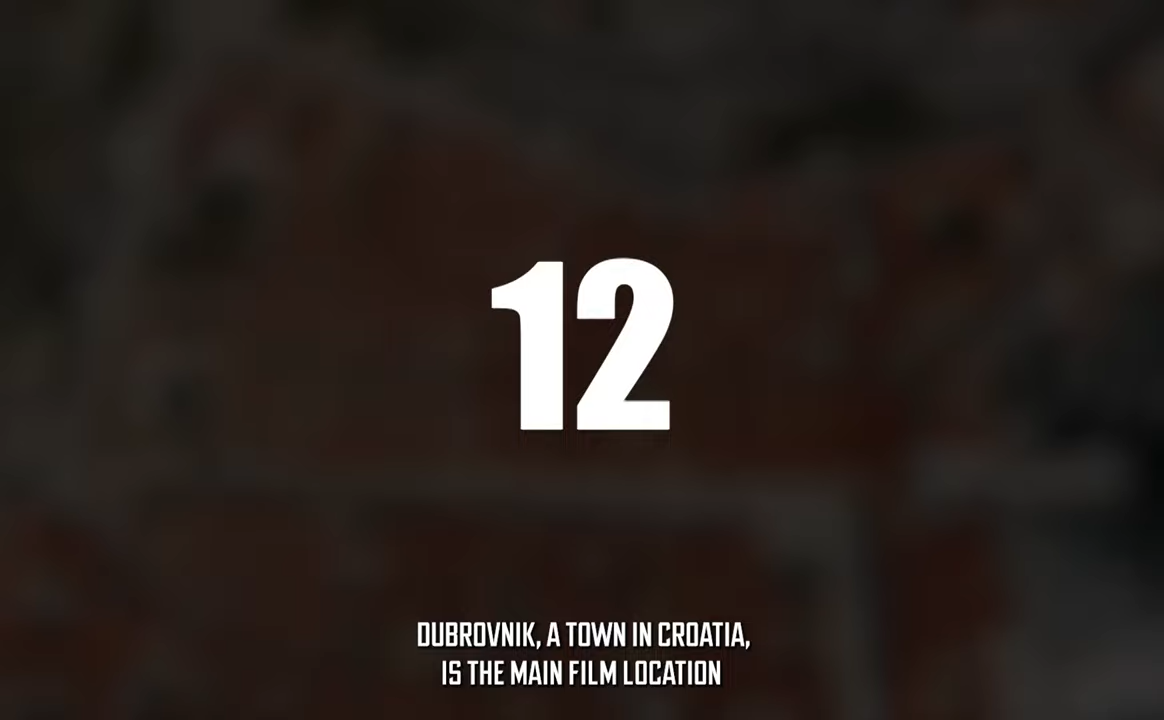 12
DUBROVNIK, A TOWN IN CROATIA,
IS THE MAIN FILM LOCATION